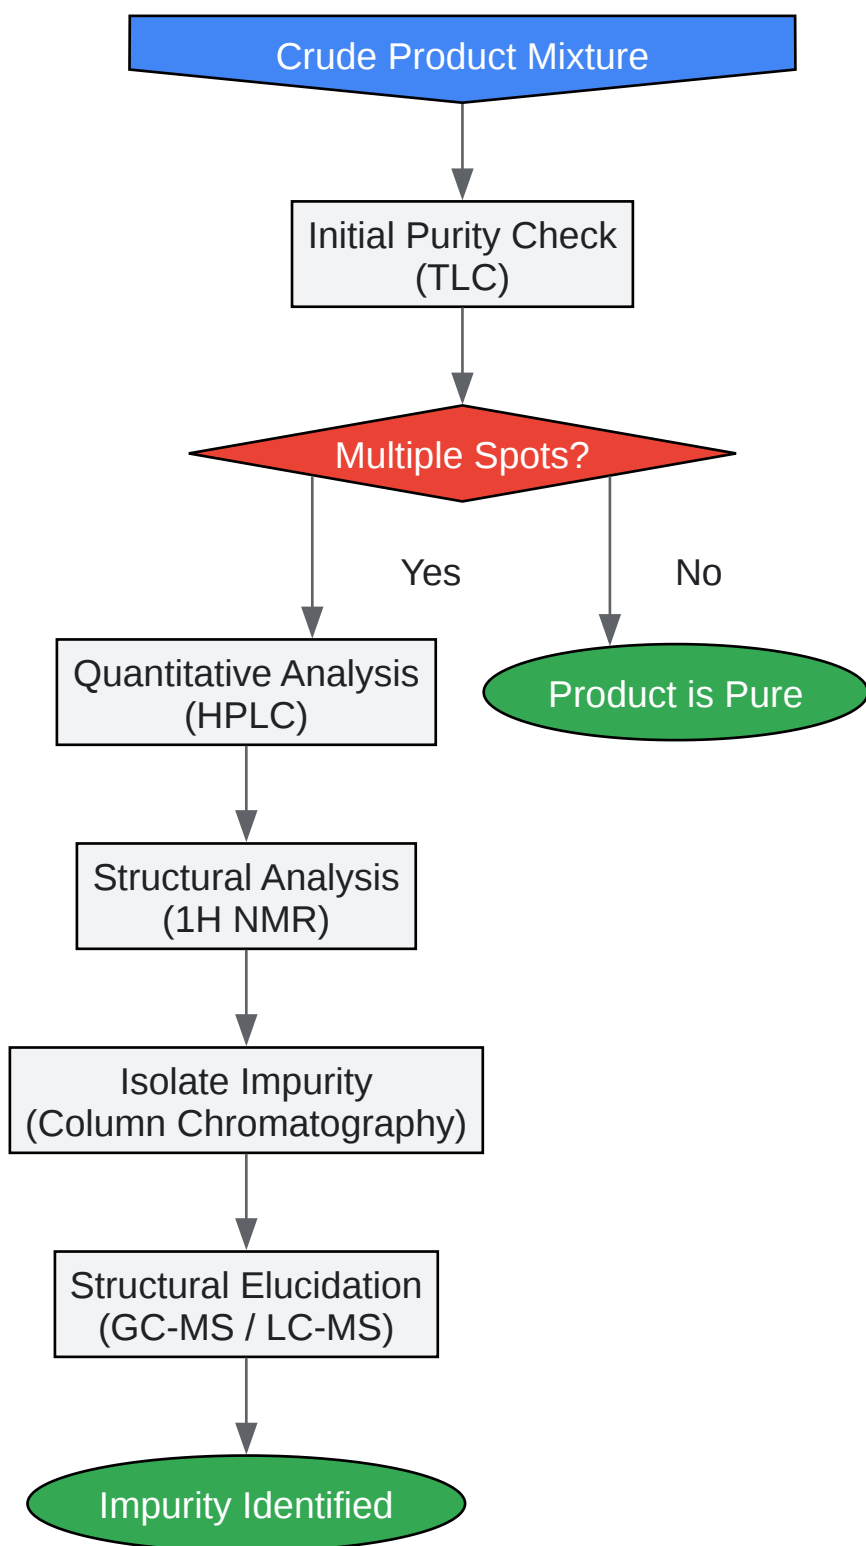 Crude Product Mixture
Initial Purity Check
(TLC)
Multiple Spots?
Yes
No
Quantitative Analysis
(HPLC)
Product is Pure
Structural Analysis
(1H NMR)
Isolate Impurity
(Column Chromatography)
Structural Elucidation
(GC-MS / LC-MS)
Impurity Identified